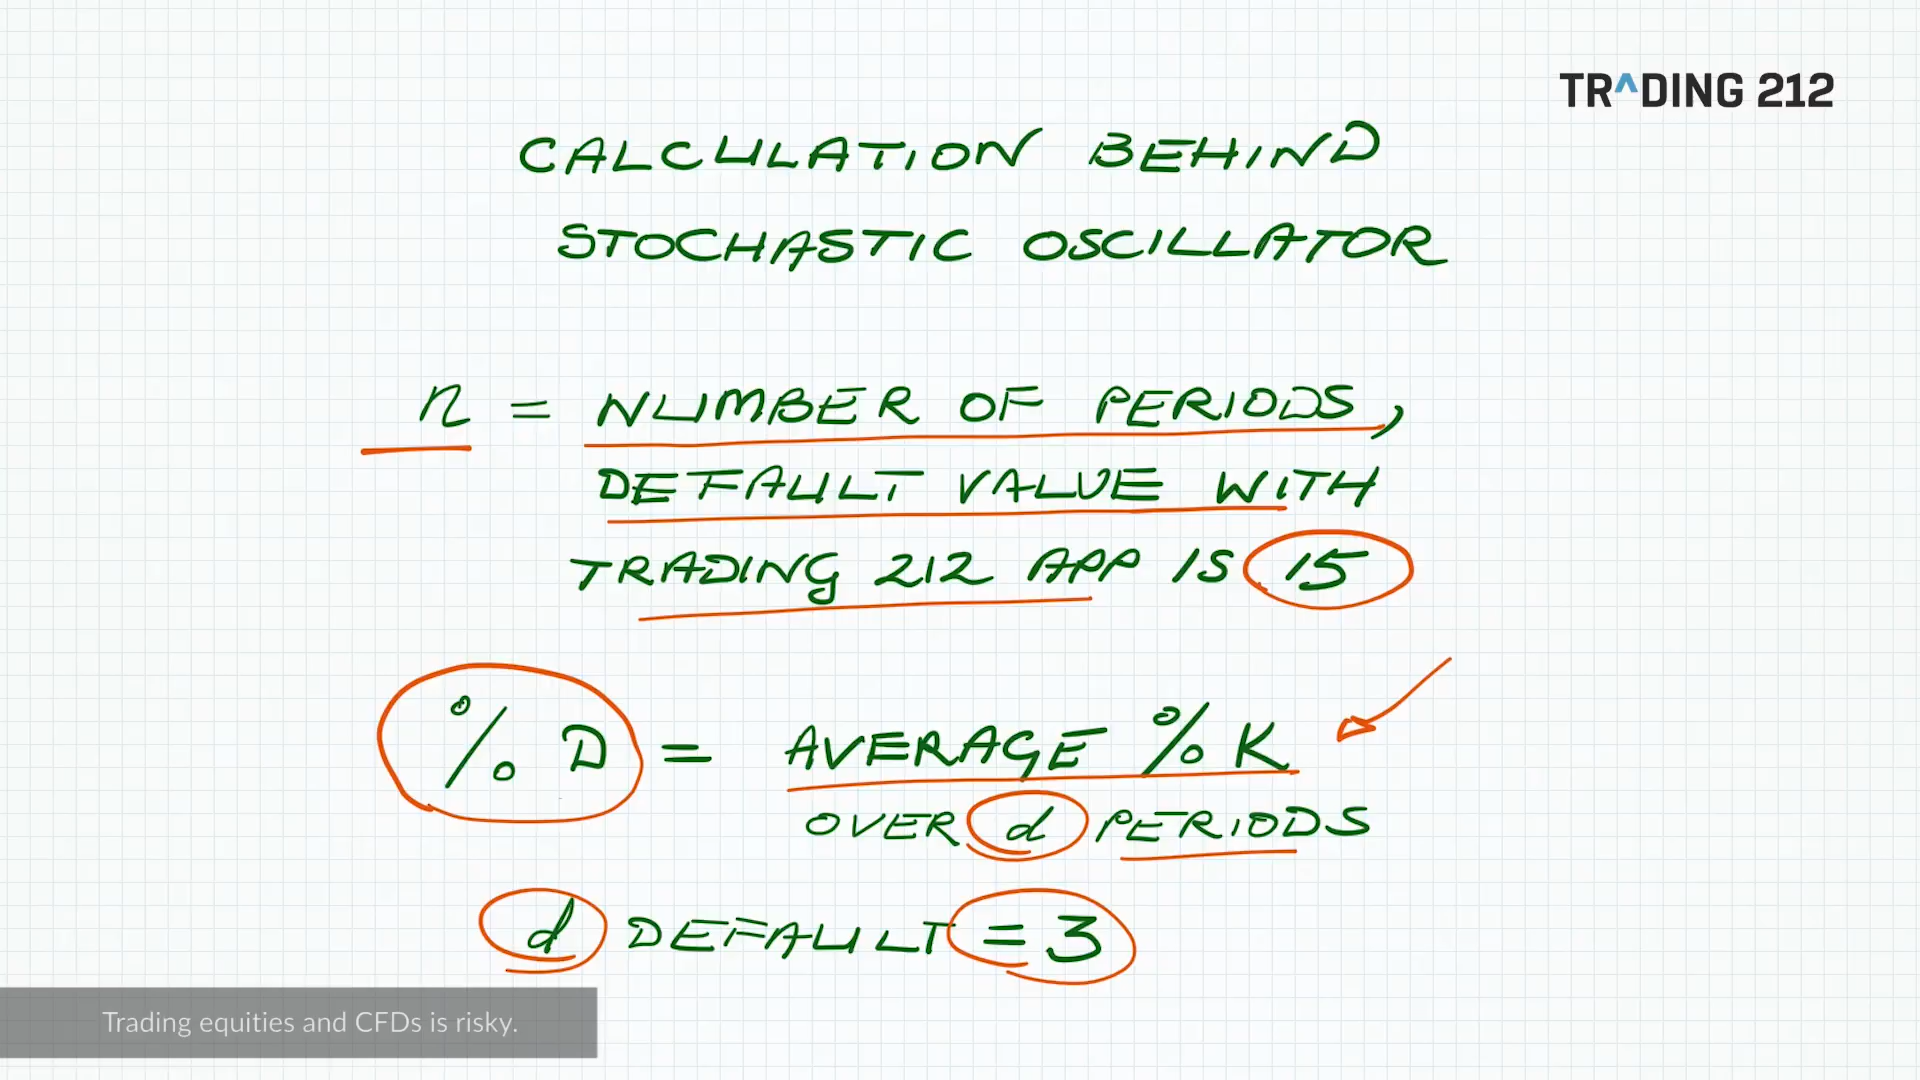 TRADING 212
CALCULATION BEHIND
STOCHASTIC OSCILLATOR
n = NUMBER OF PERIODS,
DEFAULT VALUE WITH
TRADING 212 APP IS 15
% D = AVERAGE % K
OVER d PERIODS
d DEFAULT = 3
Trading equities and CFDs is risky.